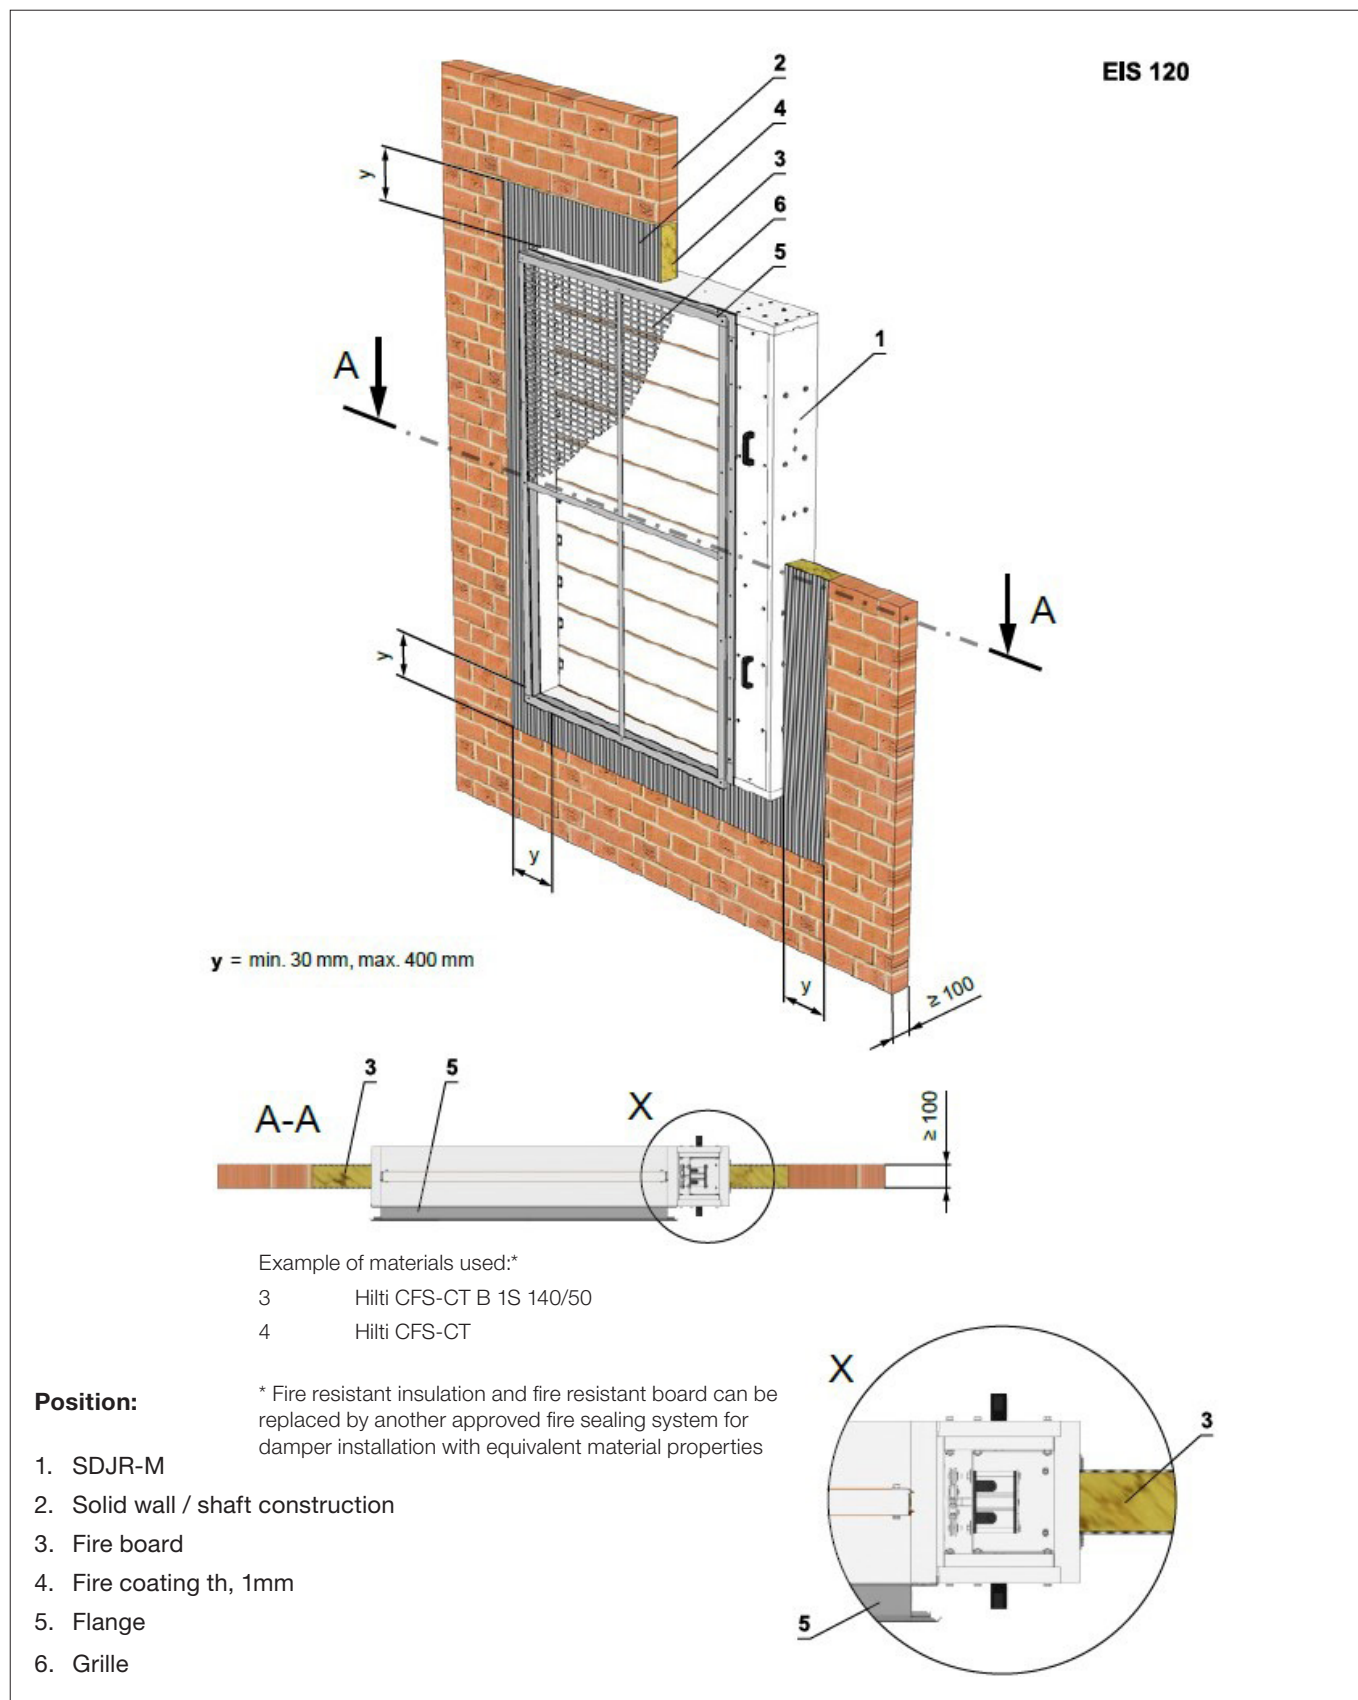 EIS 120
2
4
3
6
5
1
y
A
A
y
y
y
≥ 100
y = min. 30 mm, max. 400 mm
3
5
A-A
X
≥ 100
Example of materials used:*
3 Hilti CFS-CT B 1S 140/50
4 Hilti CFS-CT
* Fire resistant insulation and fire resistant board can be
replaced by another approved fire sealing system for
damper installation with equivalent material properties
Position:
1. SDJR-M
2. Solid wall / shaft construction
3. Fire board
4. Fire coating th, 1mm
5. Flange
6. Grille
X
3
5